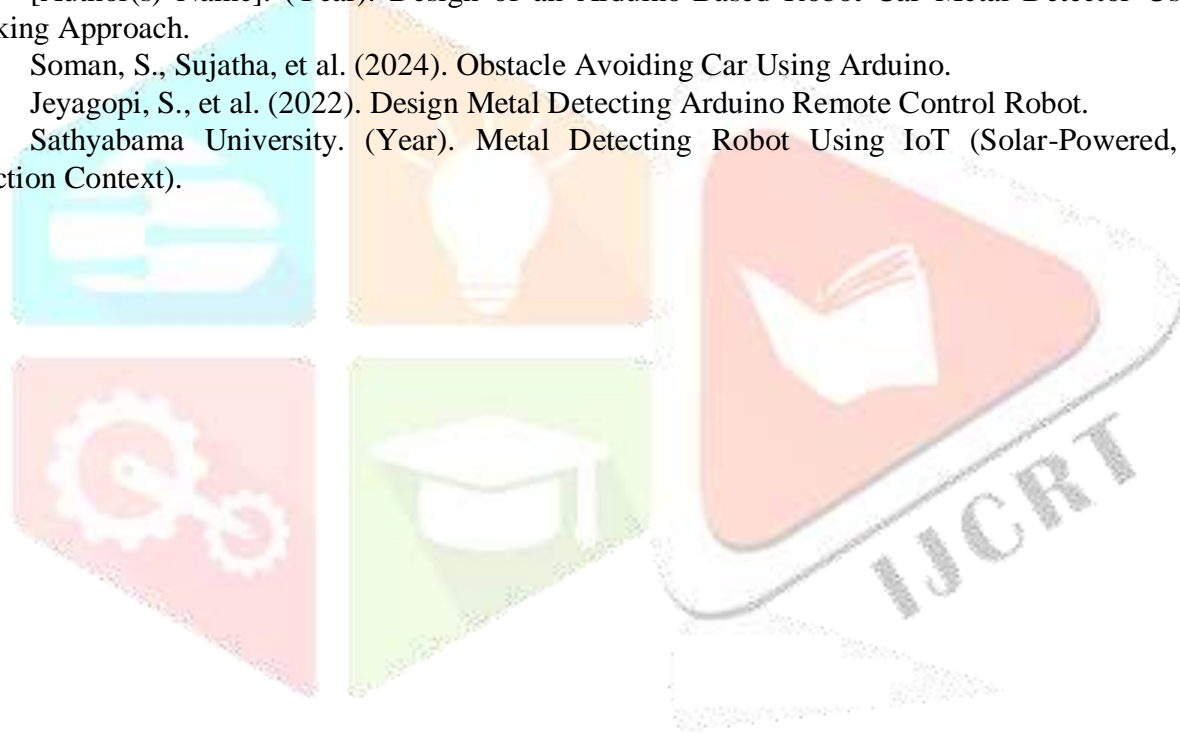 [Author(s) Name]. (Year). Design of an Arduino-Based Robot Car Metal Detector Us
king Approach.
Soman, S., Sujatha, et al. (2024). Obstacle Avoiding Car Using Arduino.
Jeyagopi, S., et al. (2022). Design Metal Detecting Arduino Remote Control Robot.
Sathyabama University. (Year). Metal Detecting Robot Using IoT (Solar-Powered,
ction Context).
IJCRT